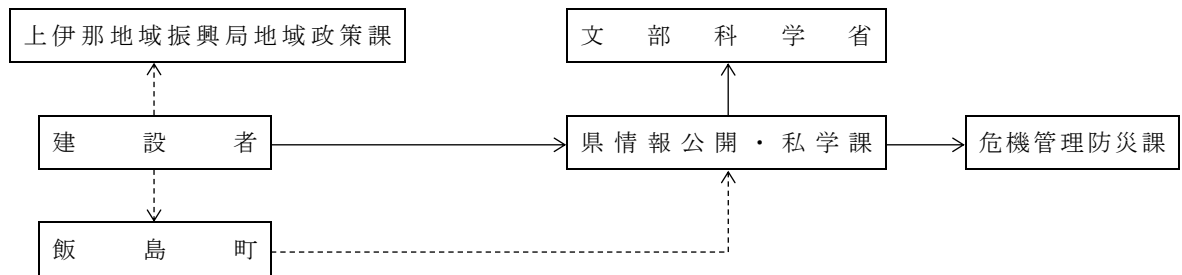 上伊那地域振興局地域政策課
文部科学省
建設者
県情報公開・私学課
危機管理防災課
飯島町